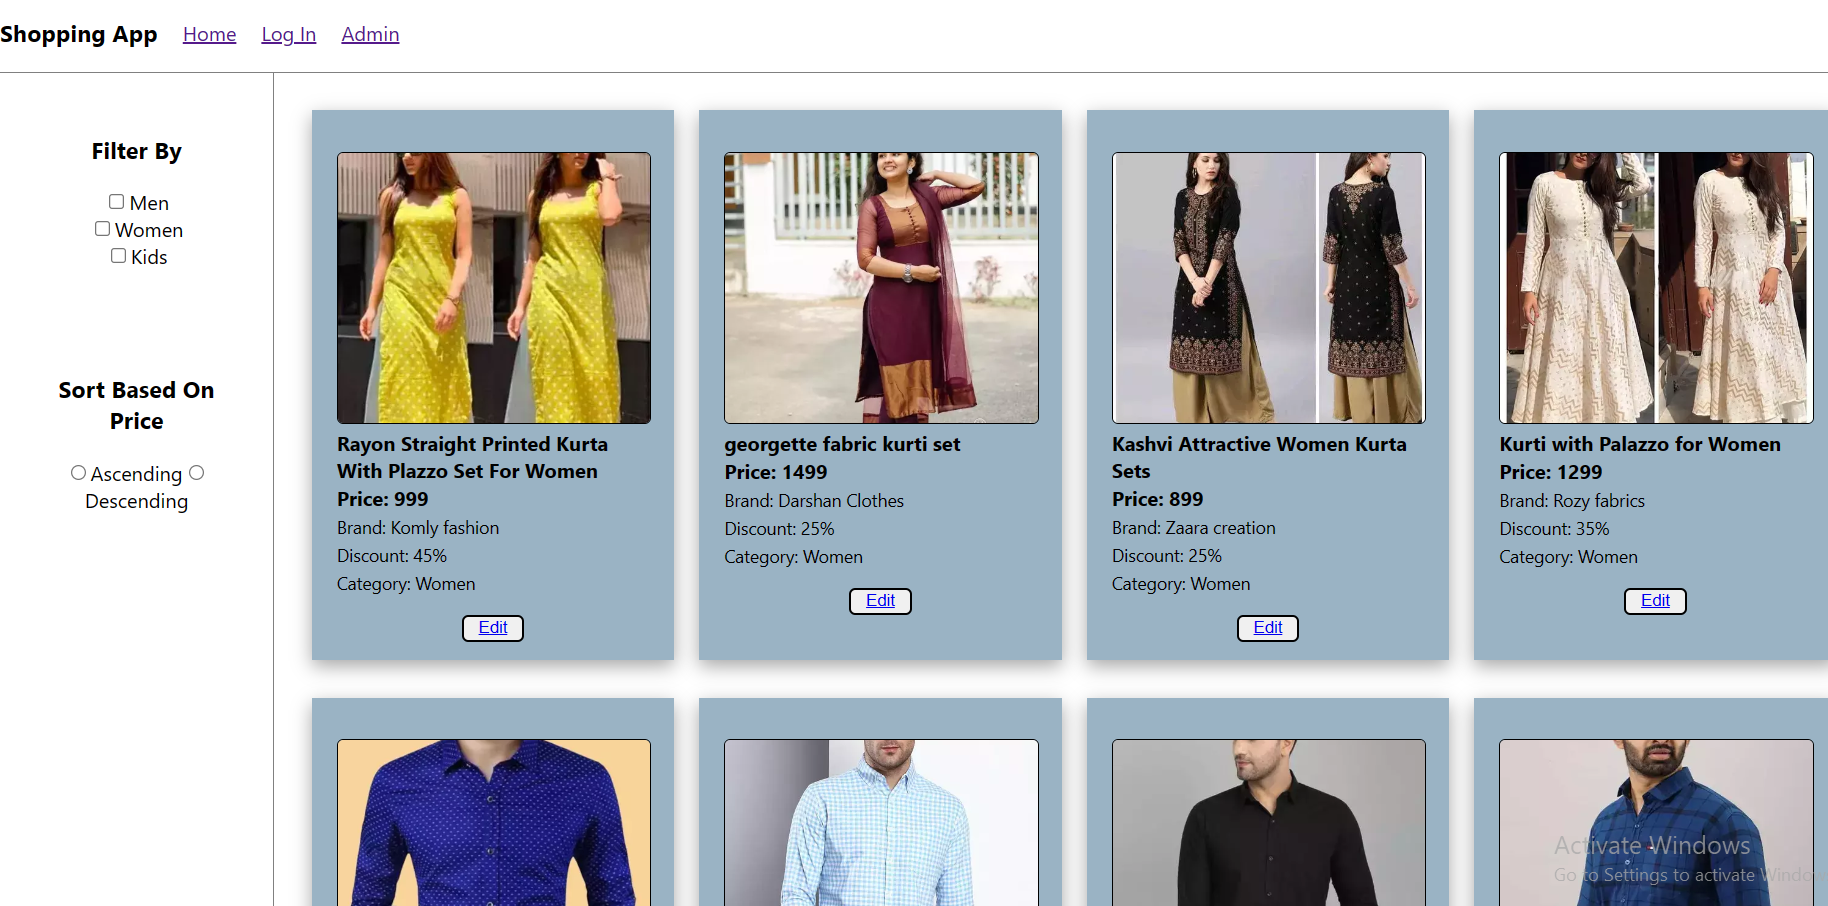 Shopping App Home Log In Admin
Filter By
Men
Women
Kids
Sort Based On
Price
Ascending
Descending
Rayon Straight Printed Kurta
With Plazzo Set For Women
Price: 999
Brand: Komly fashion
Discount: 45%
Category: Women
Edit
georgette fabric kurti set
Price: 1499
Brand: Darshan Clothes
Discount: 25%
Category: Women
Edit
Kashvi Attractive Women Kurta
Sets
Price: 899
Brand: Zaara creation
Discount: 25%
Category: Women
Edit
Kurti with Palazzo for Women
Price: 1299
Brand: Rozy fabrics
Discount: 35%
Category: Women
Edit
Activate Windows
Go to Settings to activate Windo